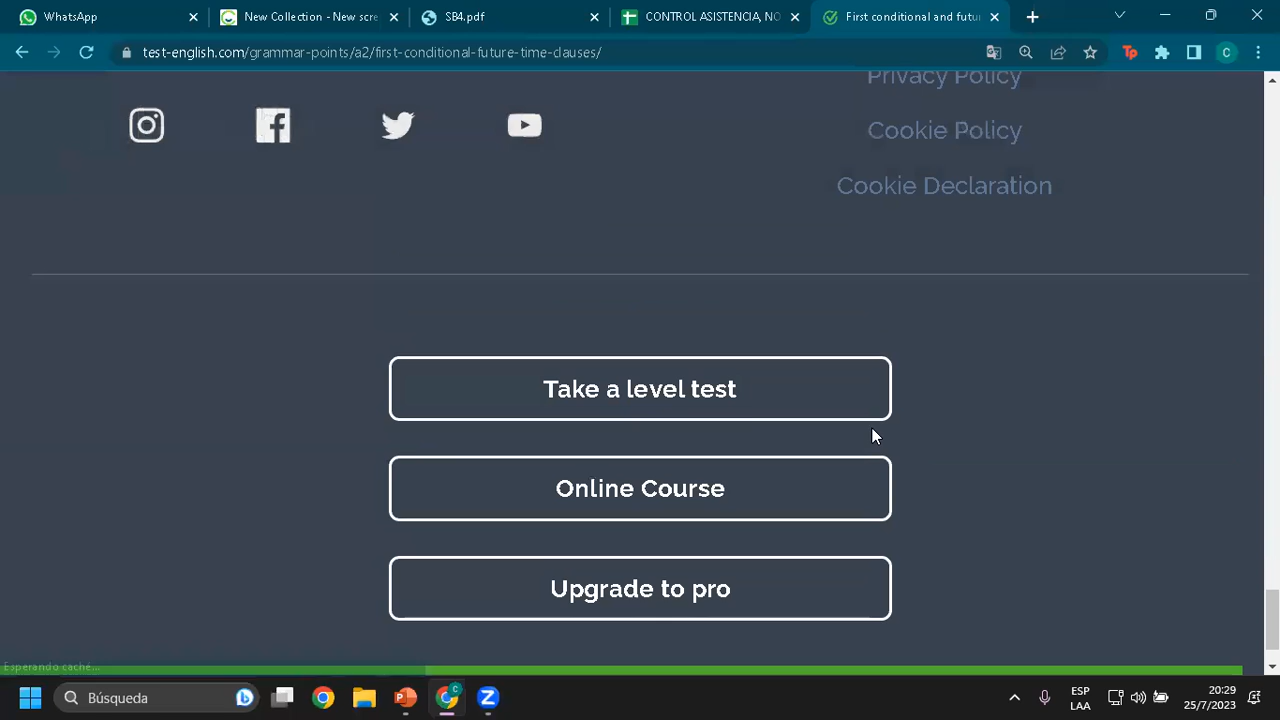 WhatsApp
New Collection - New scre
SB4.pdf
CONTROL ASISTENCIA, NO
First conditional and futu
test-english.com/grammar-points/a2/first-conditional-future-time-clauses/
Privacy Policy
Cookie Policy
Cookie Declaration
Take a level test
Online Course
Upgrade to pro
Esperando caché...
Búsqueda
ESP
LAA
20:29
25/7/2023